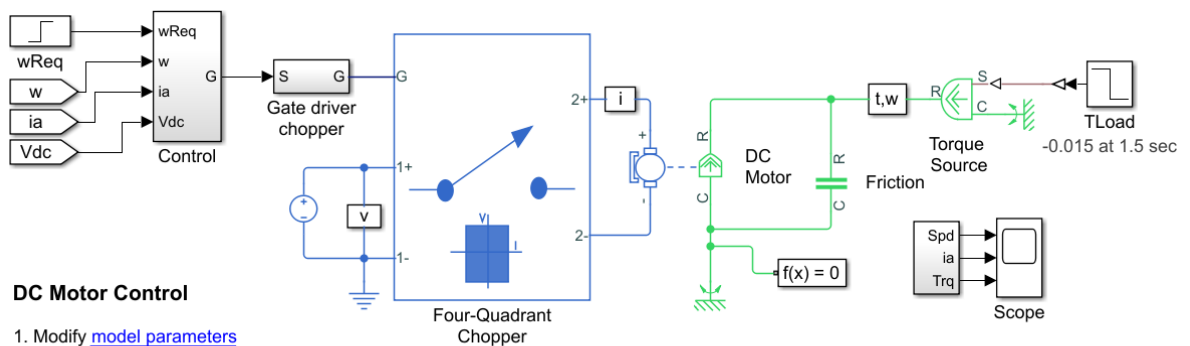 wReq
wReq
w
ia
Vdc
wReq
w
ia
Vdc
G
Control
S
G
Gate driver
chopper
G
1+
1-
v
2+
2-
V
I
Four-Quadrant
Chopper
i
+
-
R
C
DC
Motor
R
C
Friction
f(x) = 0
t,w
R
S
C
Torque
Source
TLoad
-0.015 at 1.5 sec
Spd
ia
Trq
Scope
DC Motor Control
1. Modify model parameters